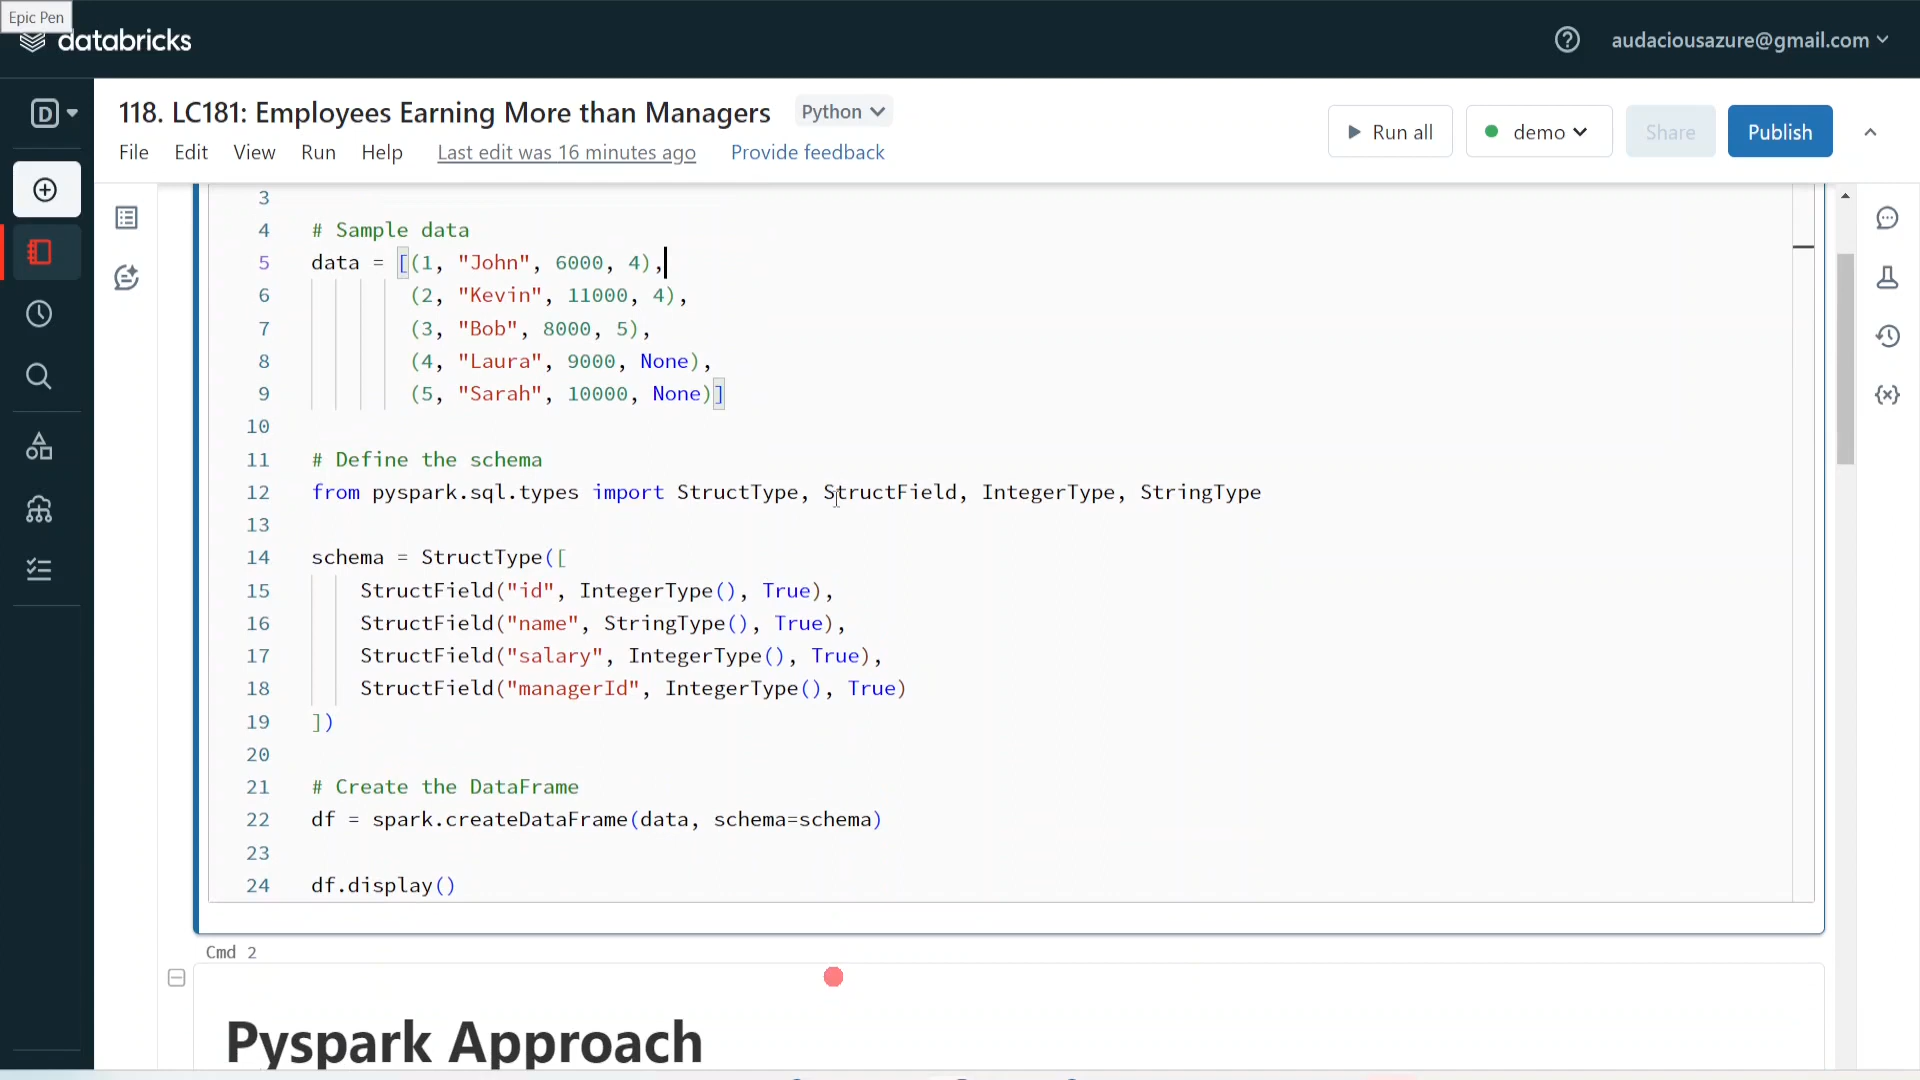 Epic Pen
databricks
audaciousazure@gmail.com
118. LC181: Employees Earning More than Managers
Python
File Edit View Run Help Last edit was 16 minutes ago Provide feedback
Run all
demo
Share
Publish
3
4 # Sample data
5 data = [(1, "John", 6000, 4),
6 (2, "Kevin", 11000, 4),
7 (3, "Bob", 8000, 5),
8 (4, "Laura", 9000, None),
9 (5, "Sarah", 10000, None)]
10
11 # Define the schema
12 from pyspark.sql.types import StructType, StructField, IntegerType, StringType
13
14 schema = StructType([
15 StructField("id", IntegerType(), True),
16 StructField("name", StringType(), True),
17 StructField("salary", IntegerType(), True),
18 StructField("managerId", IntegerType(), True)
19 ])
20
21 # Create the DataFrame
22 df = spark.createDataFrame(data, schema=schema)
23
24 df.display()
Cmd 2
Pyspark Approach